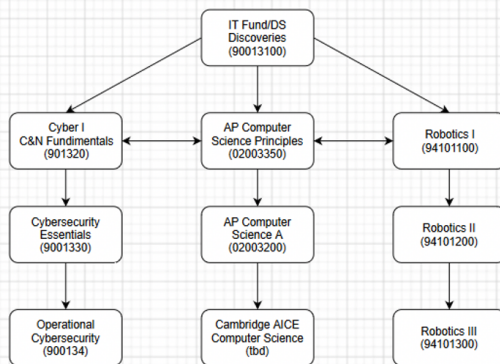 IT Fund/DS
Discoveries
(90013100)
Cyber I
C&N Fundimentals
(901320)
AP Computer
Science Principles
(02003350)
Robotics I
(94101100)
Cybersecurity
Essentials
(9001330)
AP Computer
Science A
(02003200)
Robotics II
(94101200)
Operational
Cybersecurity
(900134)
Cambridge AICE
Computer Science
(tbd)
Robotics III
(94101300)